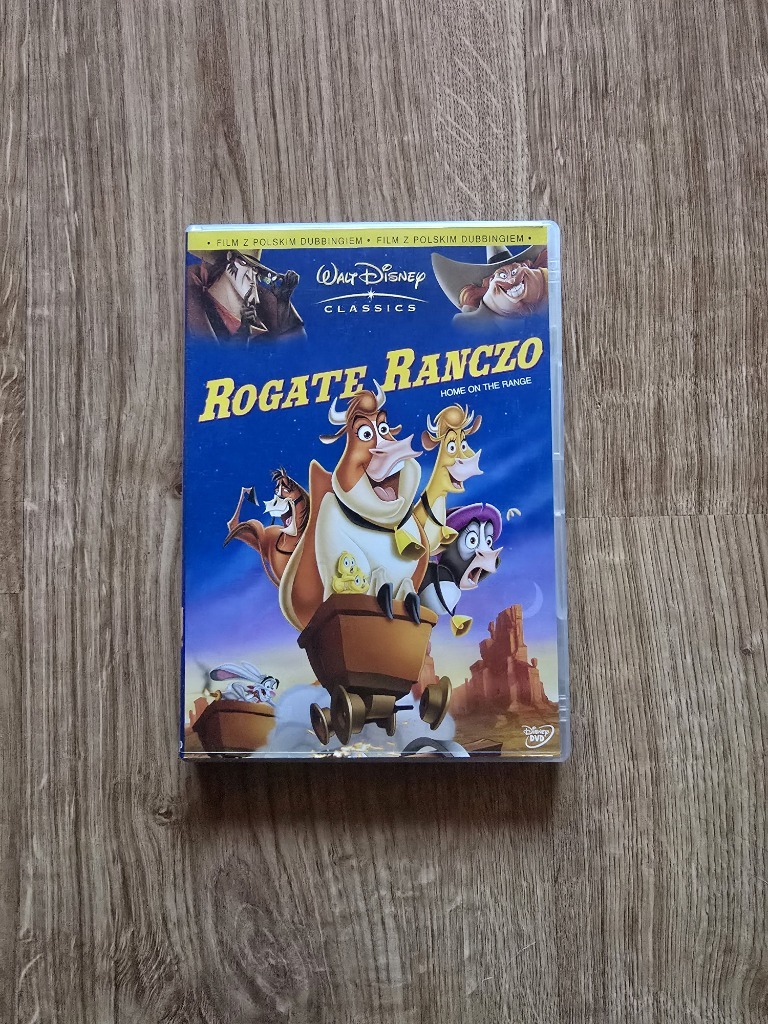 • FILM Z POLSKIM DUBBINGIEM • FILM Z POLSKIM DUBBINGIEM •
WALT DISNEY
CLASSICS
ROGATE RANCZO
HOME ON THE RANGE
Disney
DVD